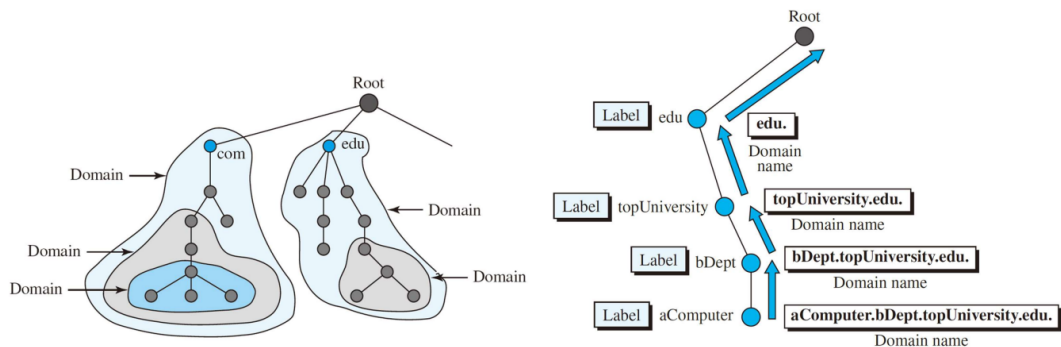 Root
com
edu
Domain
Domain
Domain
Domain
Domain
Root
Label
edu
edu.
Domain
name
Label
topUniversity
topUniversity.edu.
Domain name
Label
bDept
bDept.topUniversity.edu.
Domain name
Label
aComputer
aComputer.bDept.topUniversity.edu.
Domain name